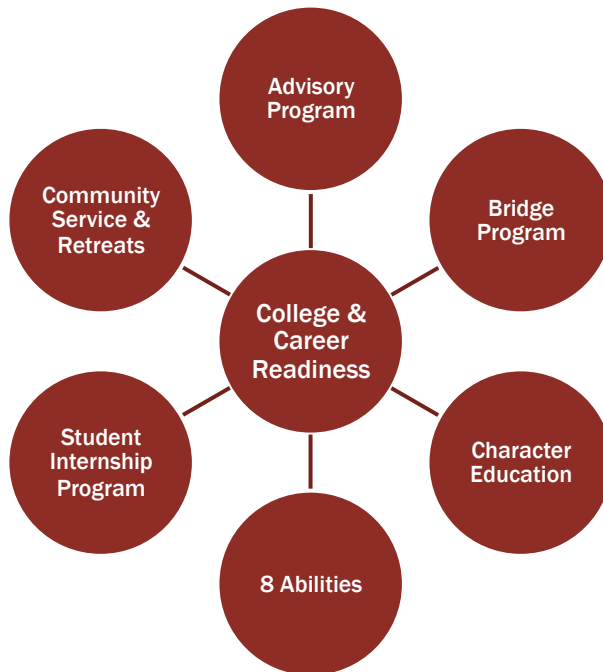 Advisory
Program
Community
Service &
Retreats
Bridge
Program
College &
Career
Readiness
Student
Internship
Program
Character
Education
8 Abilities